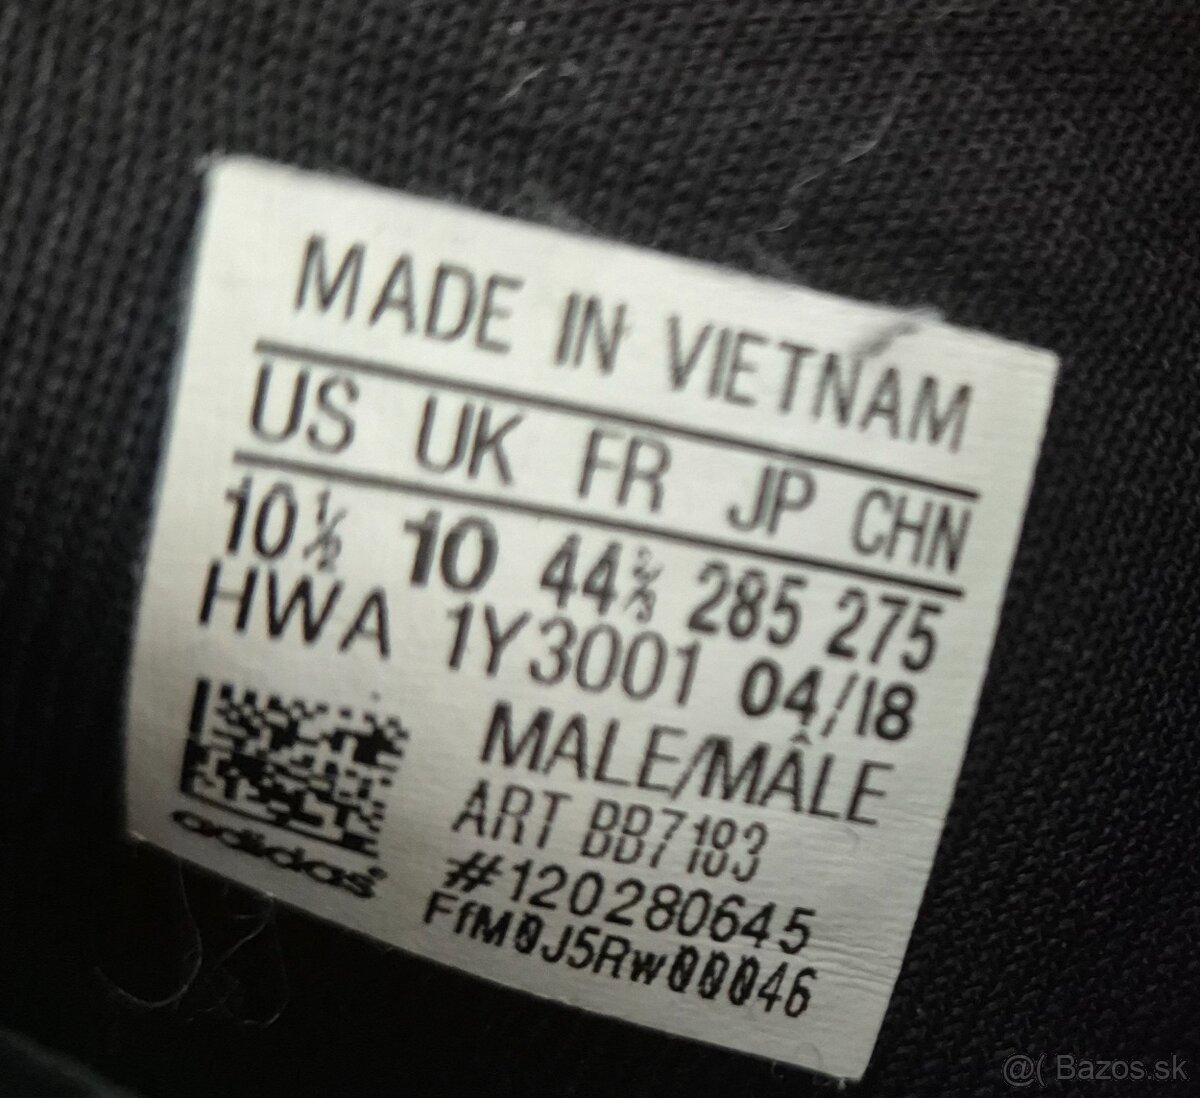 MADE IN VIETNAM
US UK FR JP CHN
10½ 10 44⅔ 285 275
HWA 1Y3001 04/18
MALE/MÂLE
ART BB7183
#120280645
FfM0J5Rw00046
adidas
@( Bazos.sk